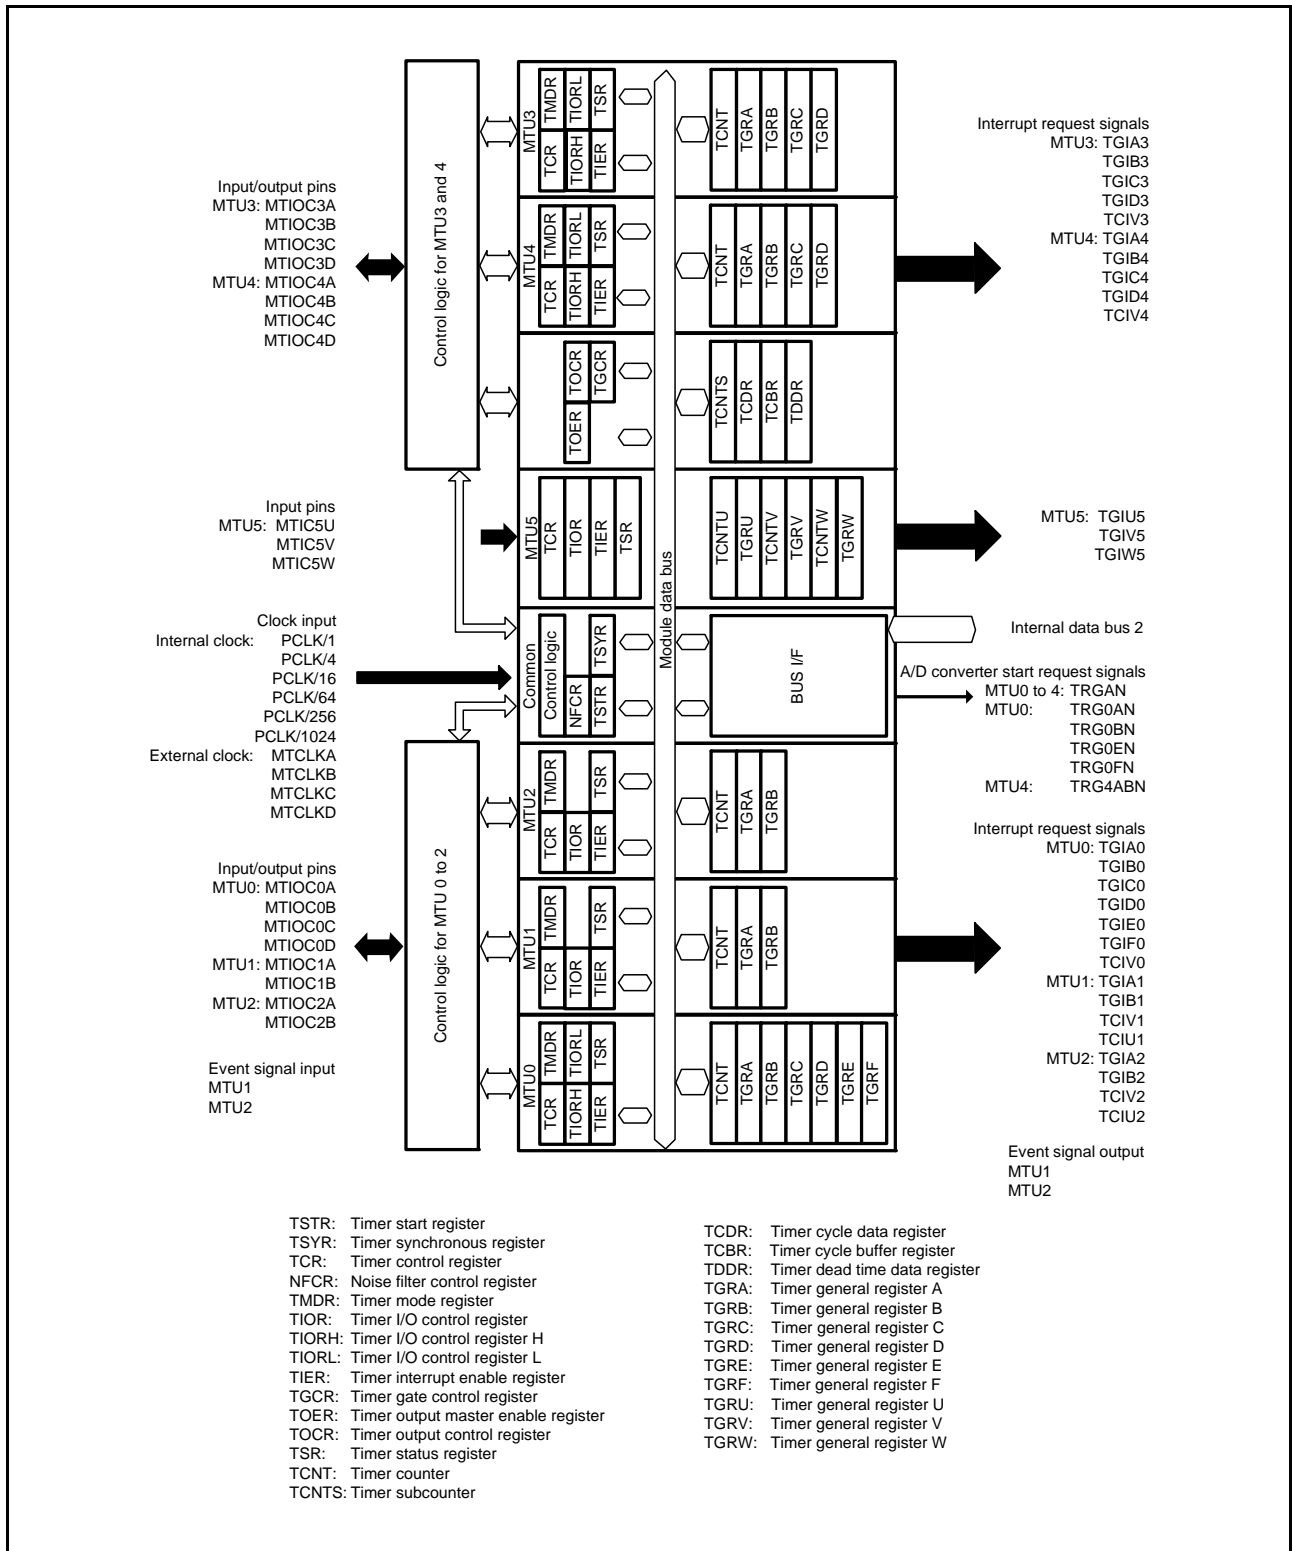 Input/output pins
MTU3: MTIOC3A
MTIOC3B
MTIOC3C
MTIOC3D
MTU4: MTIOC4A
MTIOC4B
MTIOC4C
MTIOC4D
Input pins
MTU5: MTIC5U
MTIC5V
MTIC5W
Clock input
Internal clock: PCLK/1
PCLK/4
PCLK/16
PCLK/64
PCLK/256
PCLK/1024
External clock: MTCLKA
MTCLKB
MTCLKC
MTCLKD
Input/output pins
MTU0: MTIOC0A
MTIOC0B
MTIOC0C
MTIOC0D
MTU1: MTIOC1A
MTIOC1B
MTU2: MTIOC2A
MTIOC2B
Event signal input
MTU1
MTU2
Control logic for MTU3 and 4
Control logic for MTU 0 to 2
MTU3
TCR
TMDR
TIORH
TIORL
TIER
TSR
TCNT
TGRA
TGRB
TGRC
TGRD
MTU4
TCR
TMDR
TIORH
TIORL
TIER
TSR
TCNT
TGRA
TGRB
TGRC
TGRD
TOER
TOCR
TGCR
TCNTS
TCDR
TCBR
TDDR
MTU5
TCR
TIOR
TIER
TSR
TCNTU
TGRU
TCNTV
TGRV
TCNTW
TGRW
Module data bus
Common
Control logic
NFCR
TSTR
TSYR
BUS I/F
MTU2
TCR
TMDR
TIOR
TIER
TSR
TCNT
TGRA
TGRB
MTU1
TCR
TMDR
TIOR
TIER
TSR
TCNT
TGRA
TGRB
MTU0
TCR
TMDR
TIORH
TIORL
TIER
TSR
TCNT
TGRA
TGRB
TGRC
TGRD
TGRE
TGRF
Interrupt request signals
MTU3: TGIA3
TGIB3
TGIC3
TGID3
TCIV3
MTU4: TGIA4
TGIB4
TGIC4
TGID4
TCIV4
MTU5: TGIU5
TGIV5
TGIW5
Internal data bus 2
A/D converter start request signals
MTU0 to 4: TRGAN
MTU0: TRG0AN
TRG0BN
TRG0EN
TRG0FN
MTU4: TRG4ABN
Interrupt request signals
MTU0: TGIA0
TGIB0
TGIC0
TGID0
TGIE0
TGIF0
TCIV0
MTU1: TGIA1
TGIB1
TCIV1
TCIU1
MTU2: TGIA2
TGIB2
TCIV2
TCIU2
Event signal output
MTU1
MTU2
TSTR: Timer start register
TSYR: Timer synchronous register
TCR: Timer control register
NFCR: Noise filter control register
TMDR: Timer mode register
TIOR: Timer I/O control register
TIORH: Timer I/O control register H
TIORL: Timer I/O control register L
TIER: Timer interrupt enable register
TGCR: Timer gate control register
TOER: Timer output master enable register
TOCR: Timer output control register
TSR: Timer status register
TCNT: Timer counter
TCNTS: Timer subcounter
TCDR: Timer cycle data register
TCBR: Timer cycle buffer register
TDDR: Timer dead time data register
TGRA: Timer general register A
TGRB: Timer general register B
TGRC: Timer general register C
TGRD: Timer general register D
TGRE: Timer general register E
TGRF: Timer general register F
TGRU: Timer general register U
TGRV: Timer general register V
TGRW: Timer general register W